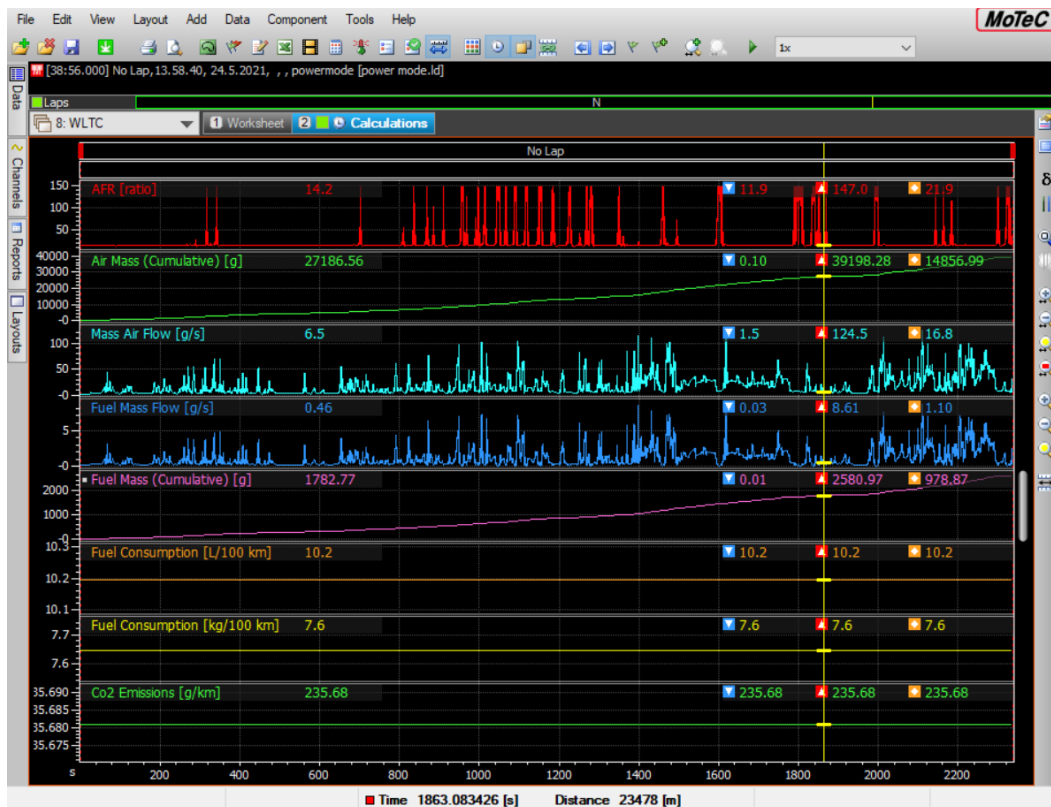 File Edit View Layout Add Data Component Tools Help
MoTeC
1x
[38:56.000] No Lap,13.58.40, 24.5.2021, , , powermode [power mode.ld]
Laps N
8: WLTC 1 Worksheet 2 Calculations
Data
Channels
Reports
Layouts
No Lap
AFR [ratio] 14.2 11.9 147.0 21.9
150
100
50
Air Mass (Cumulative) [g] 27186.56 0.10 39198.28 14856.99
40000
30000
20000
10000
-0
Mass Air Flow [g/s] 6.5 1.5 124.5 16.8
100
50
-0
Fuel Mass Flow [g/s] 0.46 0.03 8.61 1.10
5
-0
Fuel Mass (Cumulative) [g] 1782.77 0.01 2580.97 978.87
2000
1000
-0
Fuel Consumption [L/100 km] 10.2 10.2 10.2 10.2
10.3
10.2
10.1
Fuel Consumption [kg/100 km] 7.6 7.6 7.6 7.6
7.7
7.6
Co2 Emissions [g/km] 235.68 235.68 235.68 235.68
35.690
35.685
35.680
35.675
s 200 400 600 800 1000 1200 1400 1600 1800 2000 2200
Time 1863.083426 [s] Distance 23478 [m]